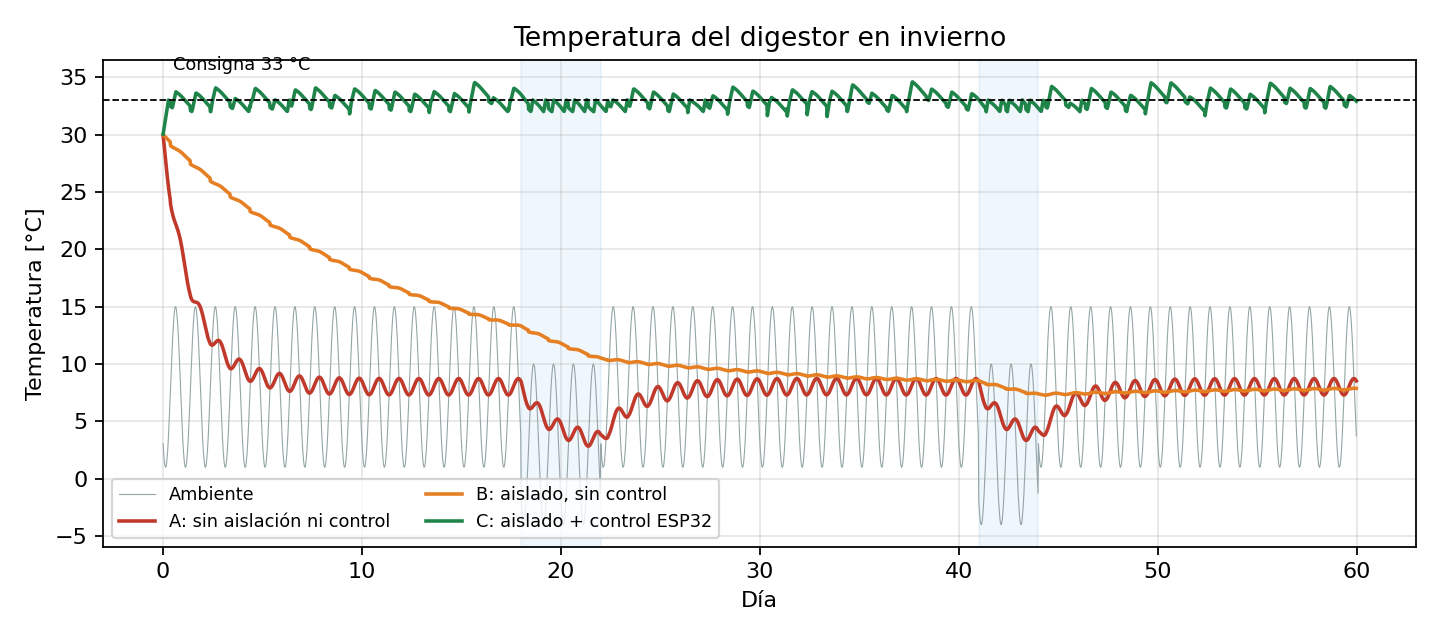 Temperatura del digestor en invierno
Consigna 33 °C
Temperatura [°C]
35
30
25
20
15
10
5
0
−5
Ambiente
A: sin aislación ni control
B: aislado, sin control
C: aislado + control ESP32
0 10 20 30 40 50 60
Día